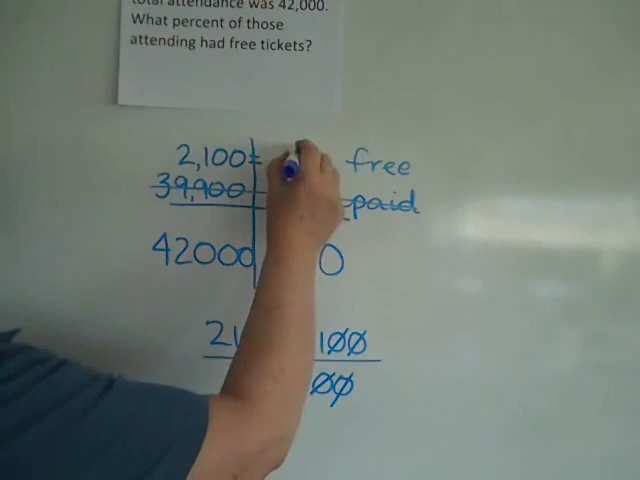 total attendance was 42,000.
What percent of those
attending had free tickets?
2,100 free
39,900 paid
42000 0
21 100
00